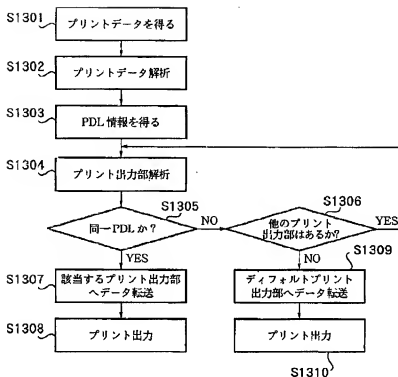 S1301
プリントデータを得る
S1302
プリントデータ解析
S1303
PDL情報を得る
S1304
プリント出力部解析
S1305
同一PDLか?
NO
S1306
他のプリント
出力部はあるか?
YES
YES
NO
S1307
該当するプリント出力部
へデータ転送
S1309
ディフォルトプリント
出力部へデータ転送
S1308
プリント出力
プリント出力
S1310